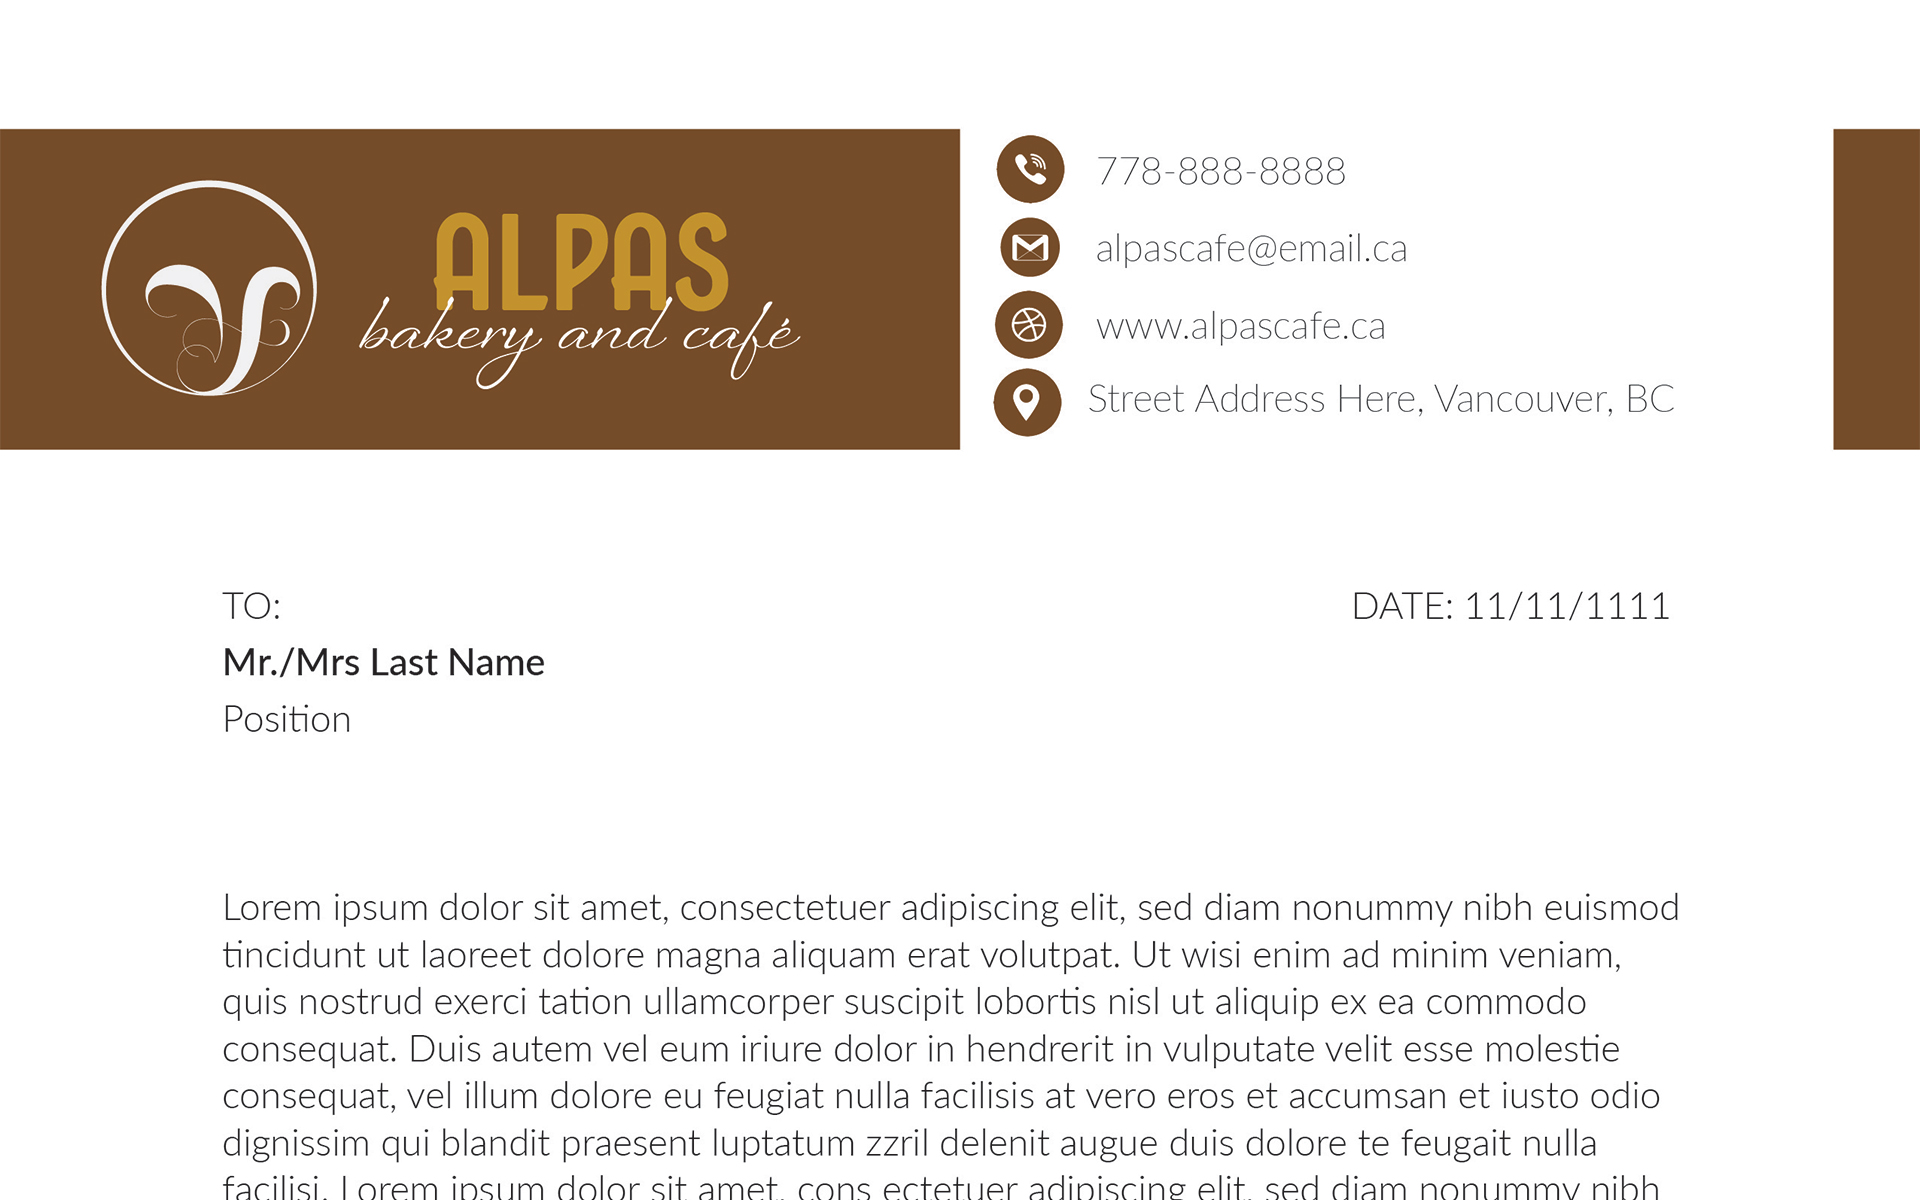 ALPAS
bakery and café
778-888-8888
alpascafe@email.ca
www.alpascafe.ca
Street Address Here, Vancouver, BC
TO:
DATE: 11/11/1111
Mr./Mrs Last Name
Position
Lorem ipsum dolor sit amet, consectetuer adipiscing elit, sed diam nonummy nibh euismod
tincidunt ut laoreet dolore magna aliquam erat volutpat. Ut wisi enim ad minim veniam,
quis nostrud exerci tation ullamcorper suscipit lobortis nisl ut aliquip ex ea commodo
consequat. Duis autem vel eum iriure dolor in hendrerit in vulputate velit esse molestie
consequat, vel illum dolore eu feugiat nulla facilisis at vero eros et accumsan et iusto odio
dignissim qui blandit praesent luptatum zzril delenit augue duis dolore te feugait nulla
facilisi. Lorem ipsum dolor sit amet, cons ectetuer adipiscing elit, sed diam nonummy nibh